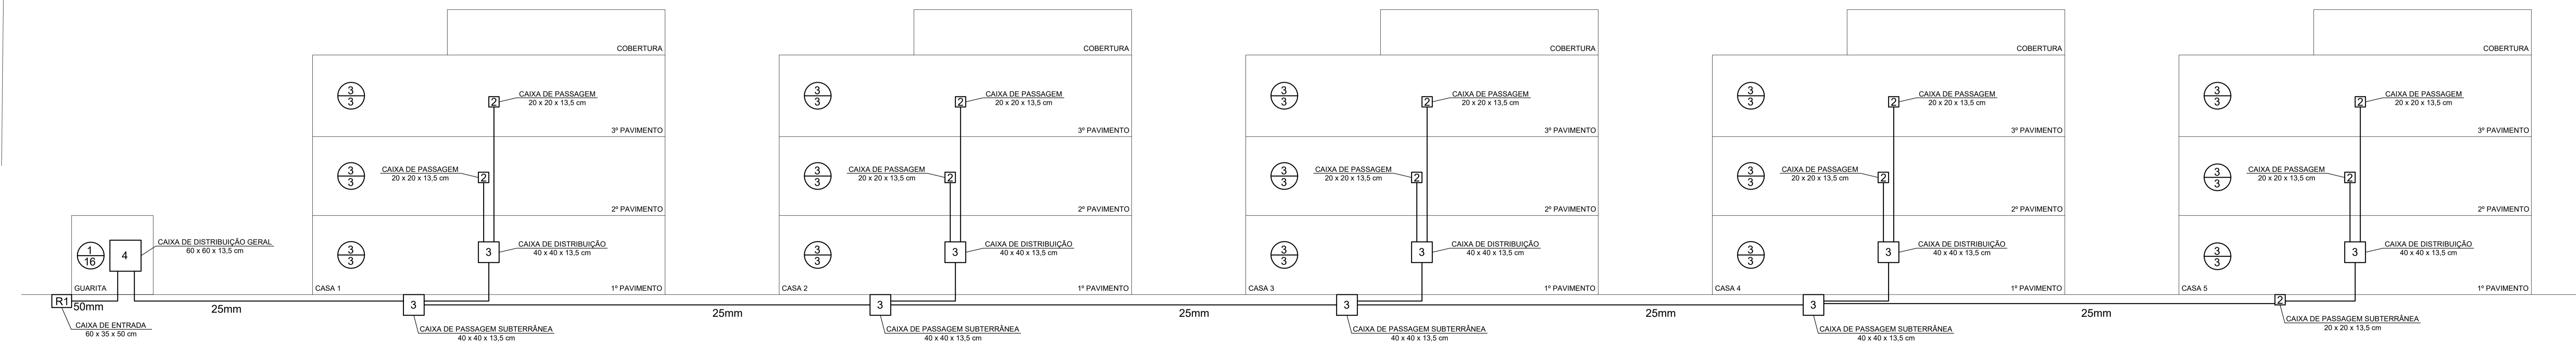 1
16
4
CAIXA DE DISTRIBUIÇÃO GERAL
60 x 60 x 13,5 cm
GUARITA
R1
50mm
CAIXA DE ENTRADA
60 x 35 x 50 cm
25mm
COBERTURA
3
3
2
CAIXA DE PASSAGEM
20 x 20 x 13,5 cm
3º PAVIMENTO
3
3
CAIXA DE PASSAGEM
20 x 20 x 13,5 cm
2
2º PAVIMENTO
3
3
3
CAIXA DE DISTRIBUIÇÃO
40 x 40 x 13,5 cm
CASA 1
1º PAVIMENTO
3
CAIXA DE PASSAGEM SUBTERRÂNEA
40 x 40 x 13,5 cm
25mm
COBERTURA
3
3
2
CAIXA DE PASSAGEM
20 x 20 x 13,5 cm
3º PAVIMENTO
3
3
CAIXA DE PASSAGEM
20 x 20 x 13,5 cm
2
2º PAVIMENTO
3
3
3
CAIXA DE DISTRIBUIÇÃO
40 x 40 x 13,5 cm
CASA 2
1º PAVIMENTO
3
CAIXA DE PASSAGEM SUBTERRÂNEA
40 x 40 x 13,5 cm
25mm
COBERTURA
3
3
2
CAIXA DE PASSAGEM
20 x 20 x 13,5 cm
3º PAVIMENTO
3
3
CAIXA DE PASSAGEM
20 x 20 x 13,5 cm
2
2º PAVIMENTO
3
3
3
CAIXA DE DISTRIBUIÇÃO
40 x 40 x 13,5 cm
CASA 3
1º PAVIMENTO
3
CAIXA DE PASSAGEM SUBTERRÂNEA
40 x 40 x 13,5 cm
25mm
COBERTURA
3
3
2
CAIXA DE PASSAGEM
20 x 20 x 13,5 cm
3º PAVIMENTO
3
3
CAIXA DE PASSAGEM
20 x 20 x 13,5 cm
2
2º PAVIMENTO
3
3
3
CAIXA DE DISTRIBUIÇÃO
40 x 40 x 13,5 cm
CASA 4
1º PAVIMENTO
3
CAIXA DE PASSAGEM SUBTERRÂNEA
40 x 40 x 13,5 cm
25mm
COBERTURA
3
3
2
CAIXA DE PASSAGEM
20 x 20 x 13,5 cm
3º PAVIMENTO
3
3
CAIXA DE PASSAGEM
20 x 20 x 13,5 cm
2
2º PAVIMENTO
3
3
3
CAIXA DE DISTRIBUIÇÃO
40 x 40 x 13,5 cm
CASA 5
1º PAVIMENTO
2
CAIXA DE PASSAGEM SUBTERRÂNEA
20 x 20 x 13,5 cm